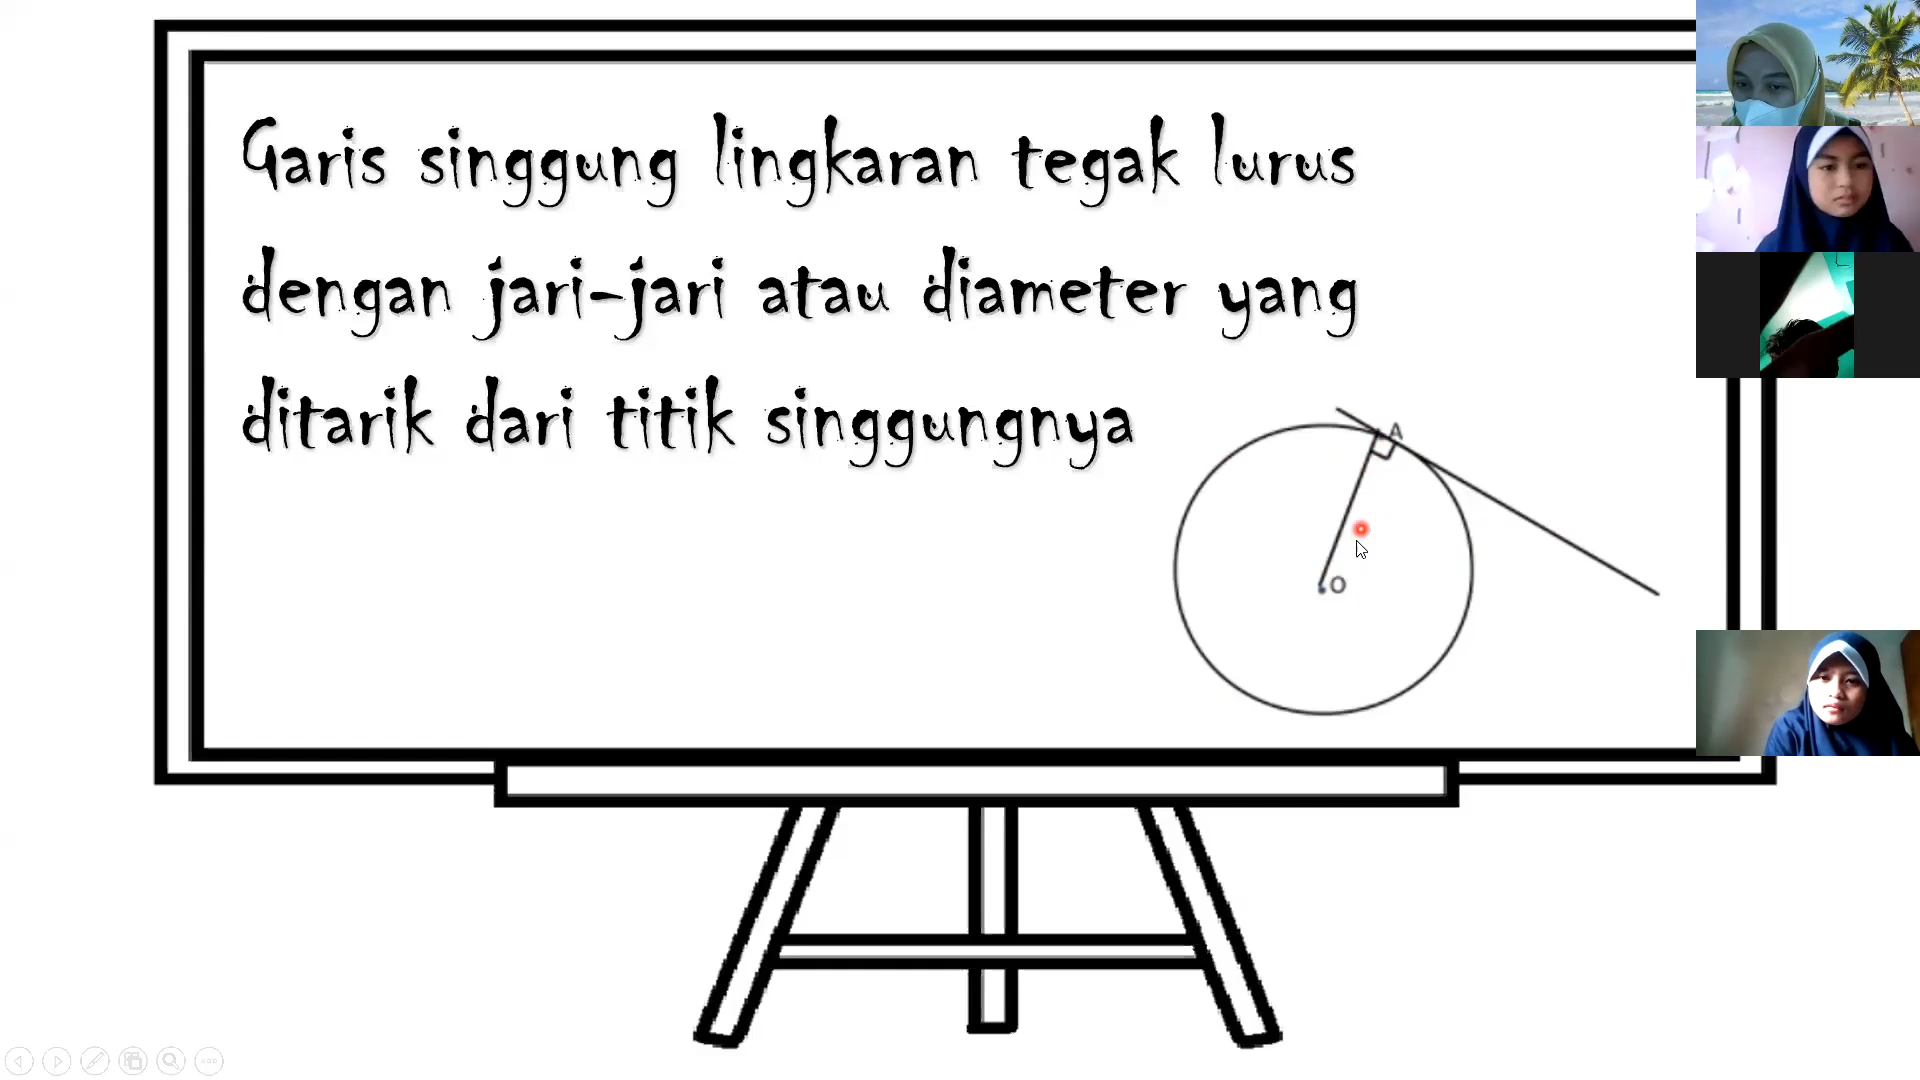 Garis singgung lingkaran tegak lurus
dengan jari-jari atau diameter yang
ditarik dari titik singgungnya
A
O